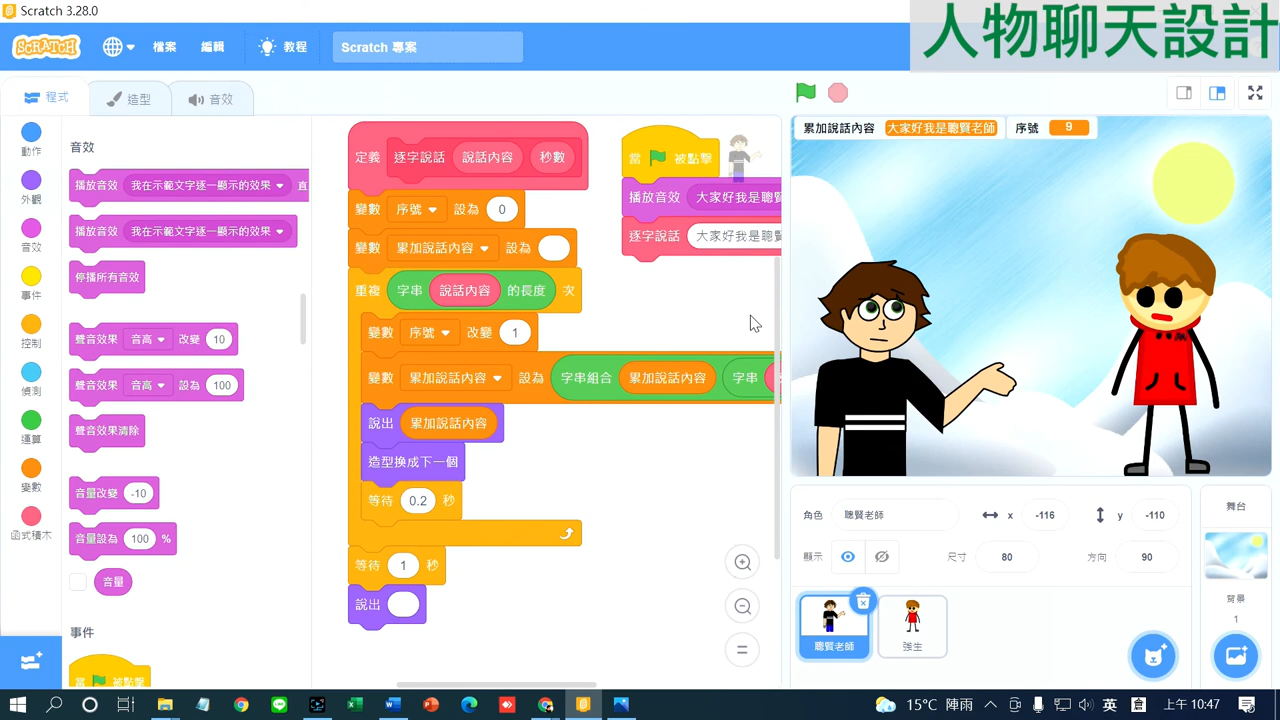 Scratch 3.28.0
人物聊天設計
SCRATCH 檔案 編輯 教程 Scratch 專案
程式 造型 音效
動作
外觀
音效
事件
控制
偵測
運算
變數
函式積木
音效
播放音效 我在示範文字逐一顯示的效果 直
播放音效 我在示範文字逐一顯示的效果
停播所有音效
聲音效果 音高 改變 10
聲音效果 音高 設為 100
聲音效果清除
音量改變 -10
音量設為 100 %
音量
事件
當 被點擊
定義 逐字說話 說話內容 秒數
變數 序號 設為 0
變數 累加說話內容 設為
重複 字串 說話內容 的長度 次
變數 序號 改變 1
變數 累加說話內容 設為 字串組合 累加說話內容 字串
說出 累加說話內容
造型換成下一個
等待 0.2 秒
等待 1 秒
說出
當 被點擊
播放音效 大家好我是聰賢
逐字說話 大家好我是聰賢
累加說話內容 大家好我是聰賢老師 序號 9
角色 聰賢老師 x -116 y -110
顯示 尺寸 80 方向 90
聰賢老師
強生
舞台
背景
1
15°C 陣雨 英 上午 10:47